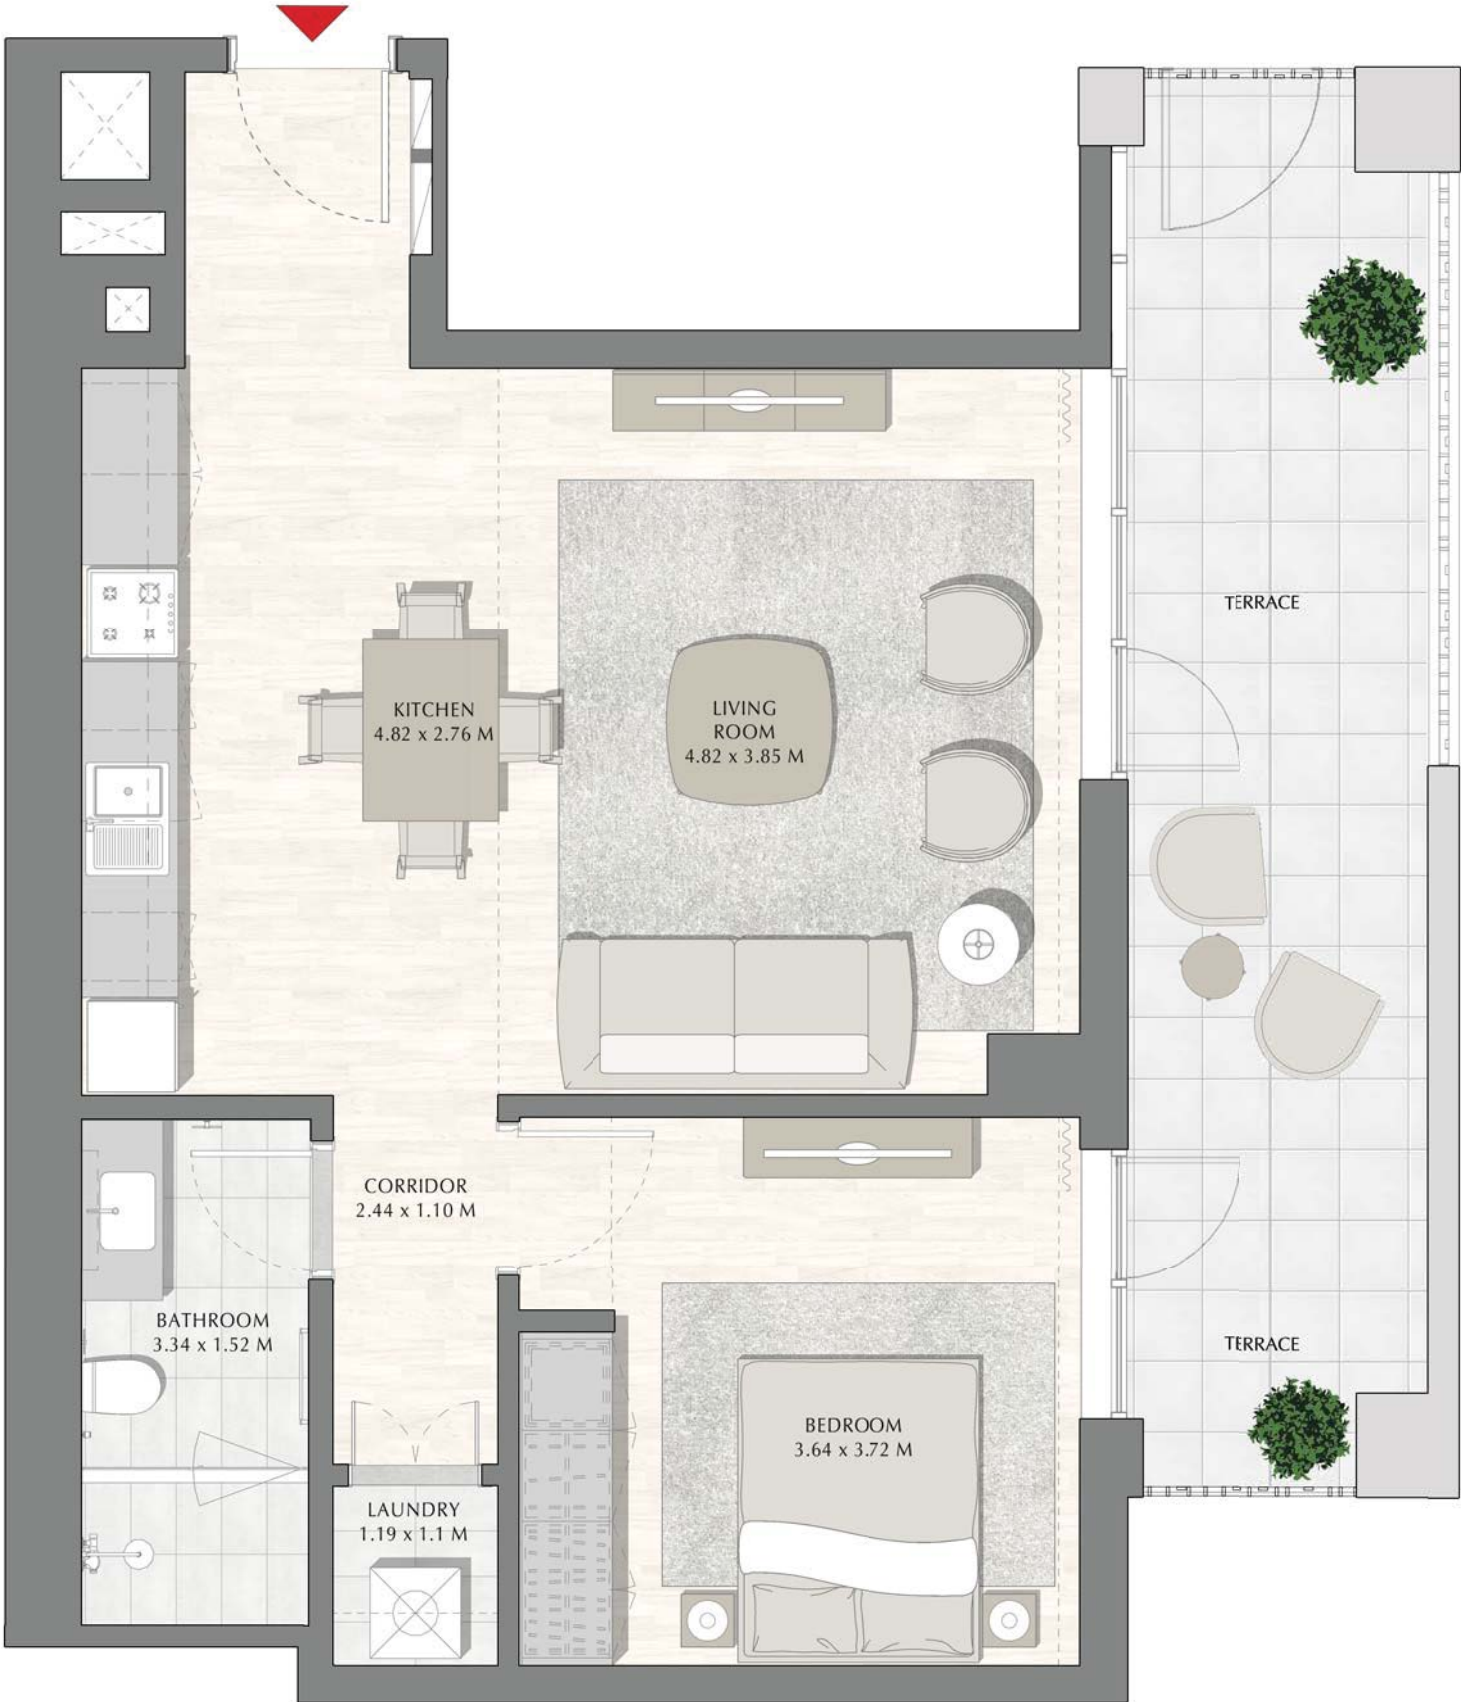 TERRACE
KITCHEN
4.82 x 2.76 M
LIVING
ROOM
4.82 x 3.85 M
CORRIDOR
2.44 x 1.10 M
BATHROOM
3.34 x 1.52 M
TERRACE
BEDROOM
3.64 x 3.72 M
LAUNDRY
1.19 x 1.1 M